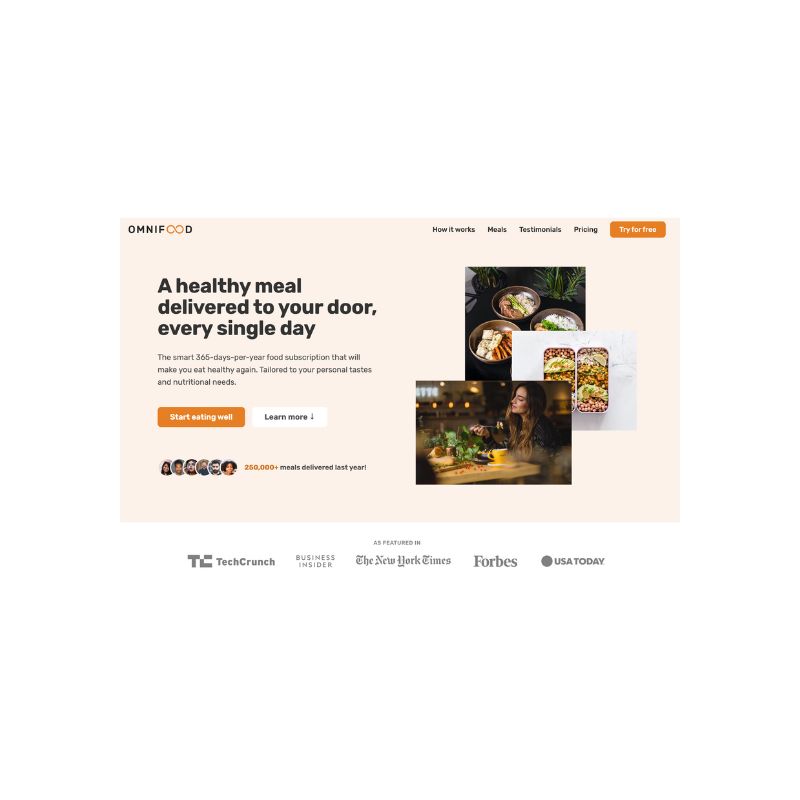 OMNIFOOD
How it works Meals Testimonials Pricing Try for free
A healthy meal
delivered to your door,
every single day
The smart 365-days-per-year food subscription that will
make you eat healthy again. Tailored to your personal tastes
and nutritional needs.
Start eating well Learn more ↓
250,000+ meals delivered last year!
AS FEATURED IN
TC TechCrunch
BUSINESS
INSIDER
The New York Times
Forbes
USA TODAY